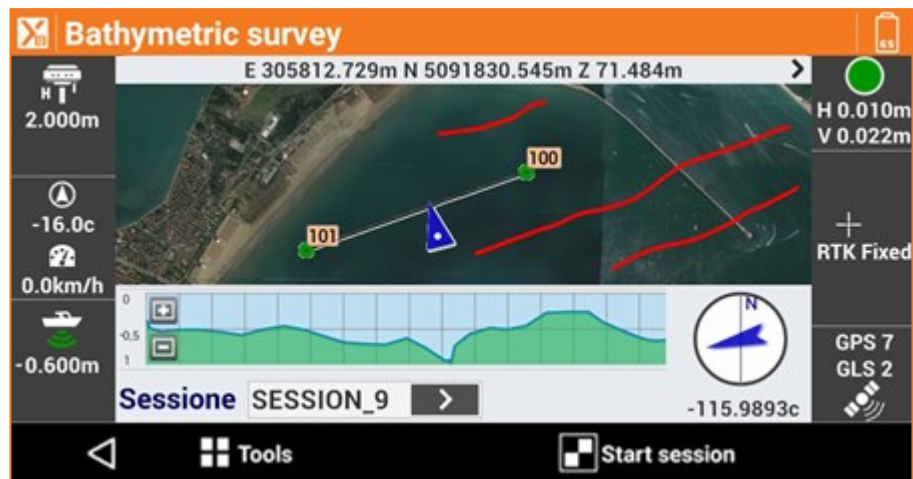 Bathymetric survey
65
E 305812.729m N 5091830.545m Z 71.484m
H
2.000m
-16.0c
0.0km/h
-0.600m
100
101
H 0.010m
V 0.022m
RTK Fixed
GPS 7
GLS 2
0
-0.5
1
N
-115.9893c
Sessione SESSION_9
Tools
Start session